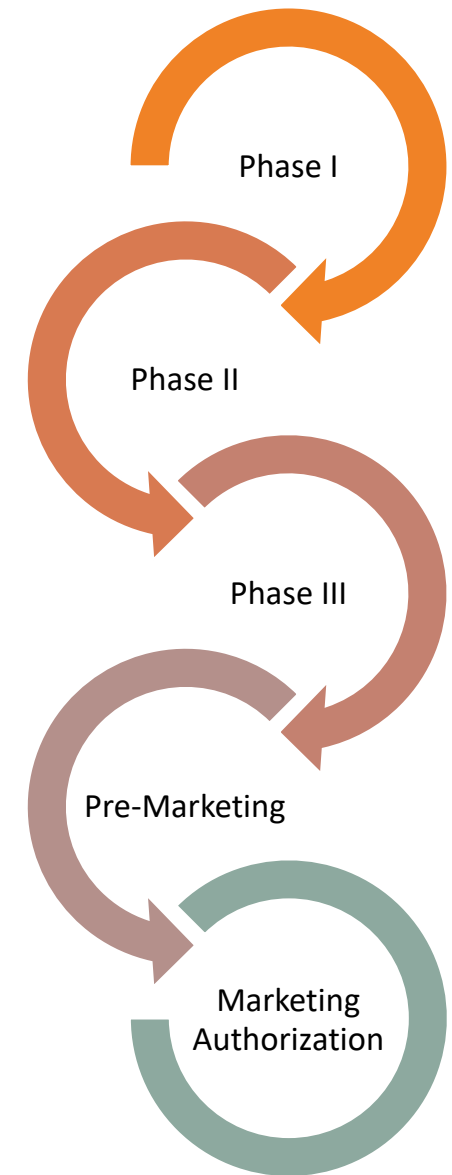 Phase I
Phase II
Phase III
Pre-Marketing
Marketing
Authorization